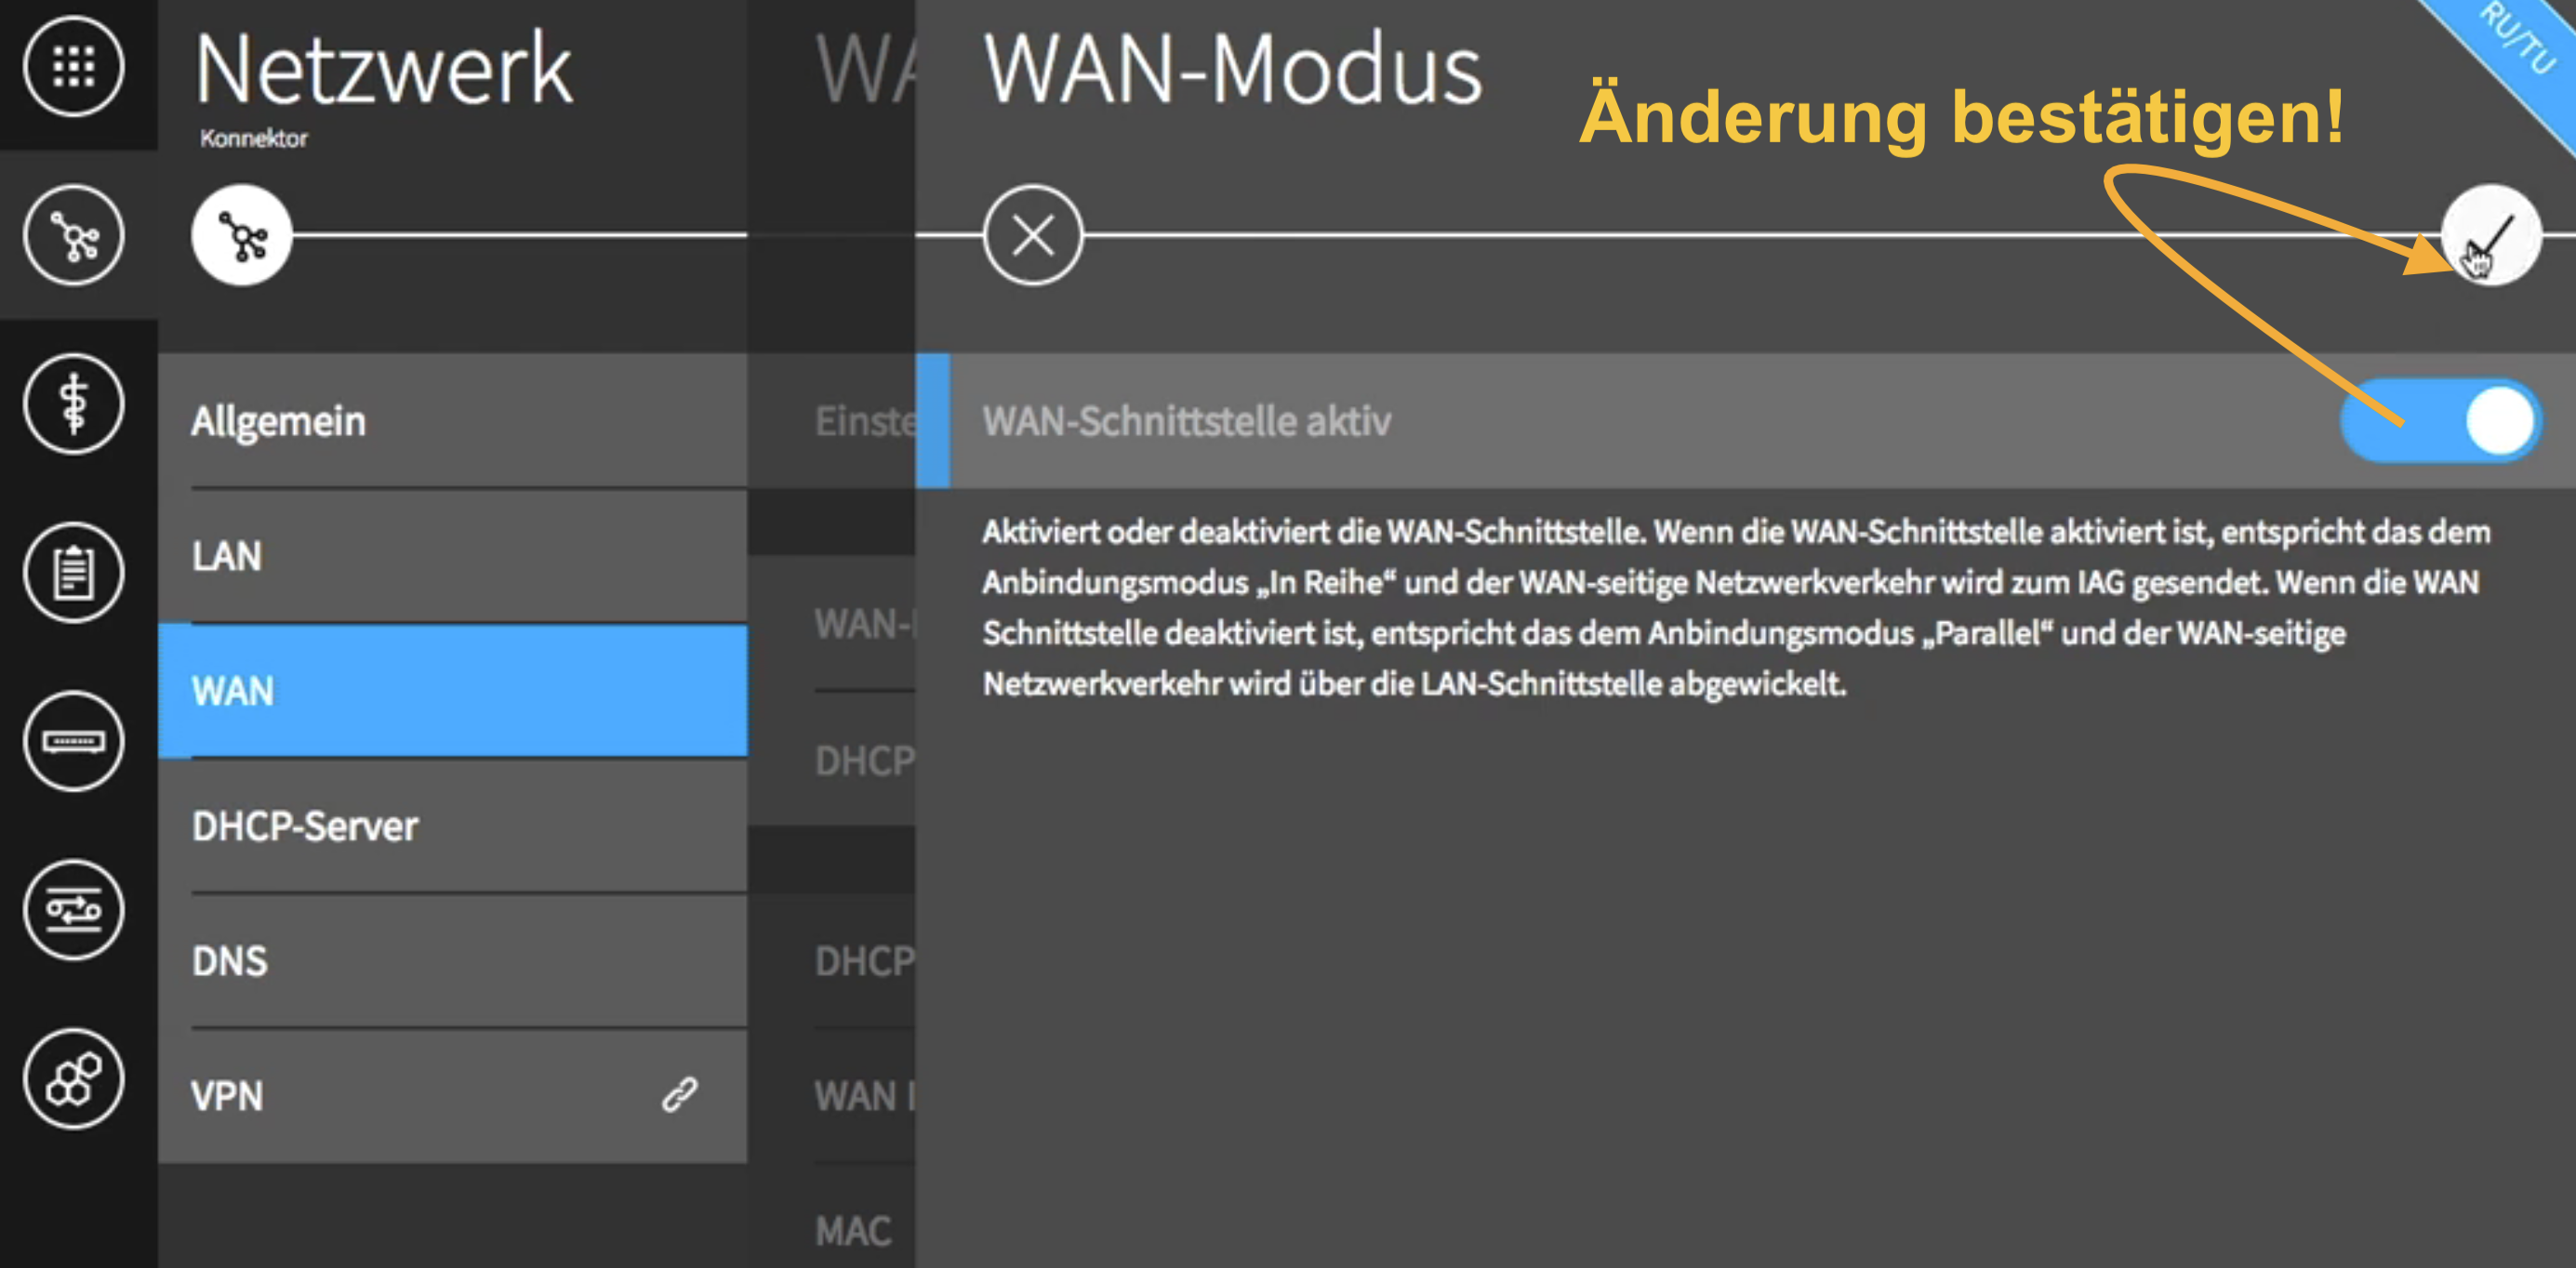 Netzwerk
Konnektor
Allgemein
LAN
WAN
DHCP-Server
DNS
VPN
WA
Einste
WAN-
DHCP
DHCP
WAN
MAC
WAN-Modus
RU/TU
Änderung bestätigen!
WAN-Schnittstelle aktiv
Aktiviert oder deaktiviert die WAN-Schnittstelle. Wenn die WAN-Schnittstelle aktiviert ist, entspricht das dem
Anbindungsmodus „In Reihe“ und der WAN-seitige Netzwerkverkehr wird zum IAG gesendet. Wenn die WAN
Schnittstelle deaktiviert ist, entspricht das dem Anbindungsmodus „Parallel“ und der WAN-seitige
Netzwerkverkehr wird über die LAN-Schnittstelle abgewickelt.